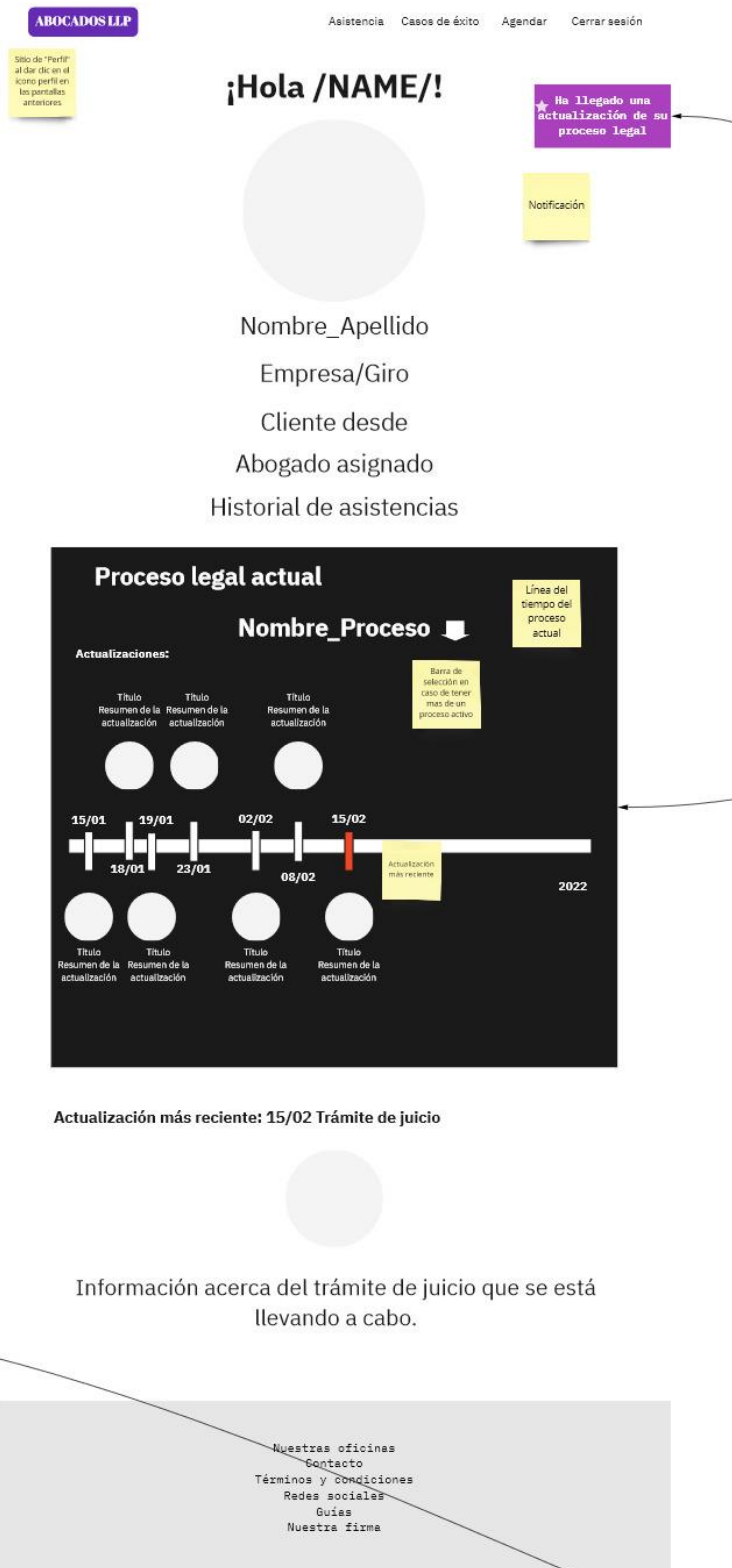 ABOCADOS LLP
Asistencia Casos de éxito Agendar Cerrar sesión
Sitio de "Perfil"
al dar clic en el
icono perfil en
las pantallas
anteriores
¡Hola /NAME/!
Ha llegado una
actualización de su
proceso legal
Notificación
Nombre_Apellido
Empresa/Giro
Cliente desde
Abogado asignado
Historial de asistencias
Proceso legal actual
Línea del
tiempo del
proceso
actual
Nombre_Proceso
Actualizaciones:
Barra de
selección en
caso de tener
mas de un
proceso activo
Título
Resumen de la
actualización
Título
Resumen de la
actualización
Título
Resumen de la
actualización
15/01 19/01 02/02 15/02
18/01 23/01 08/02
Actualización
más reciente
2022
Título
Resumen de la
actualización
Título
Resumen de la
actualización
Título
Resumen de la
actualización
Título
Resumen de la
actualización
Actualización más reciente: 15/02 Trámite de juicio
Información acerca del trámite de juicio que se está
llevando a cabo.
Nuestras oficinas
Contacto
Términos y condiciones
Redes sociales
Guías
Nuestra firma